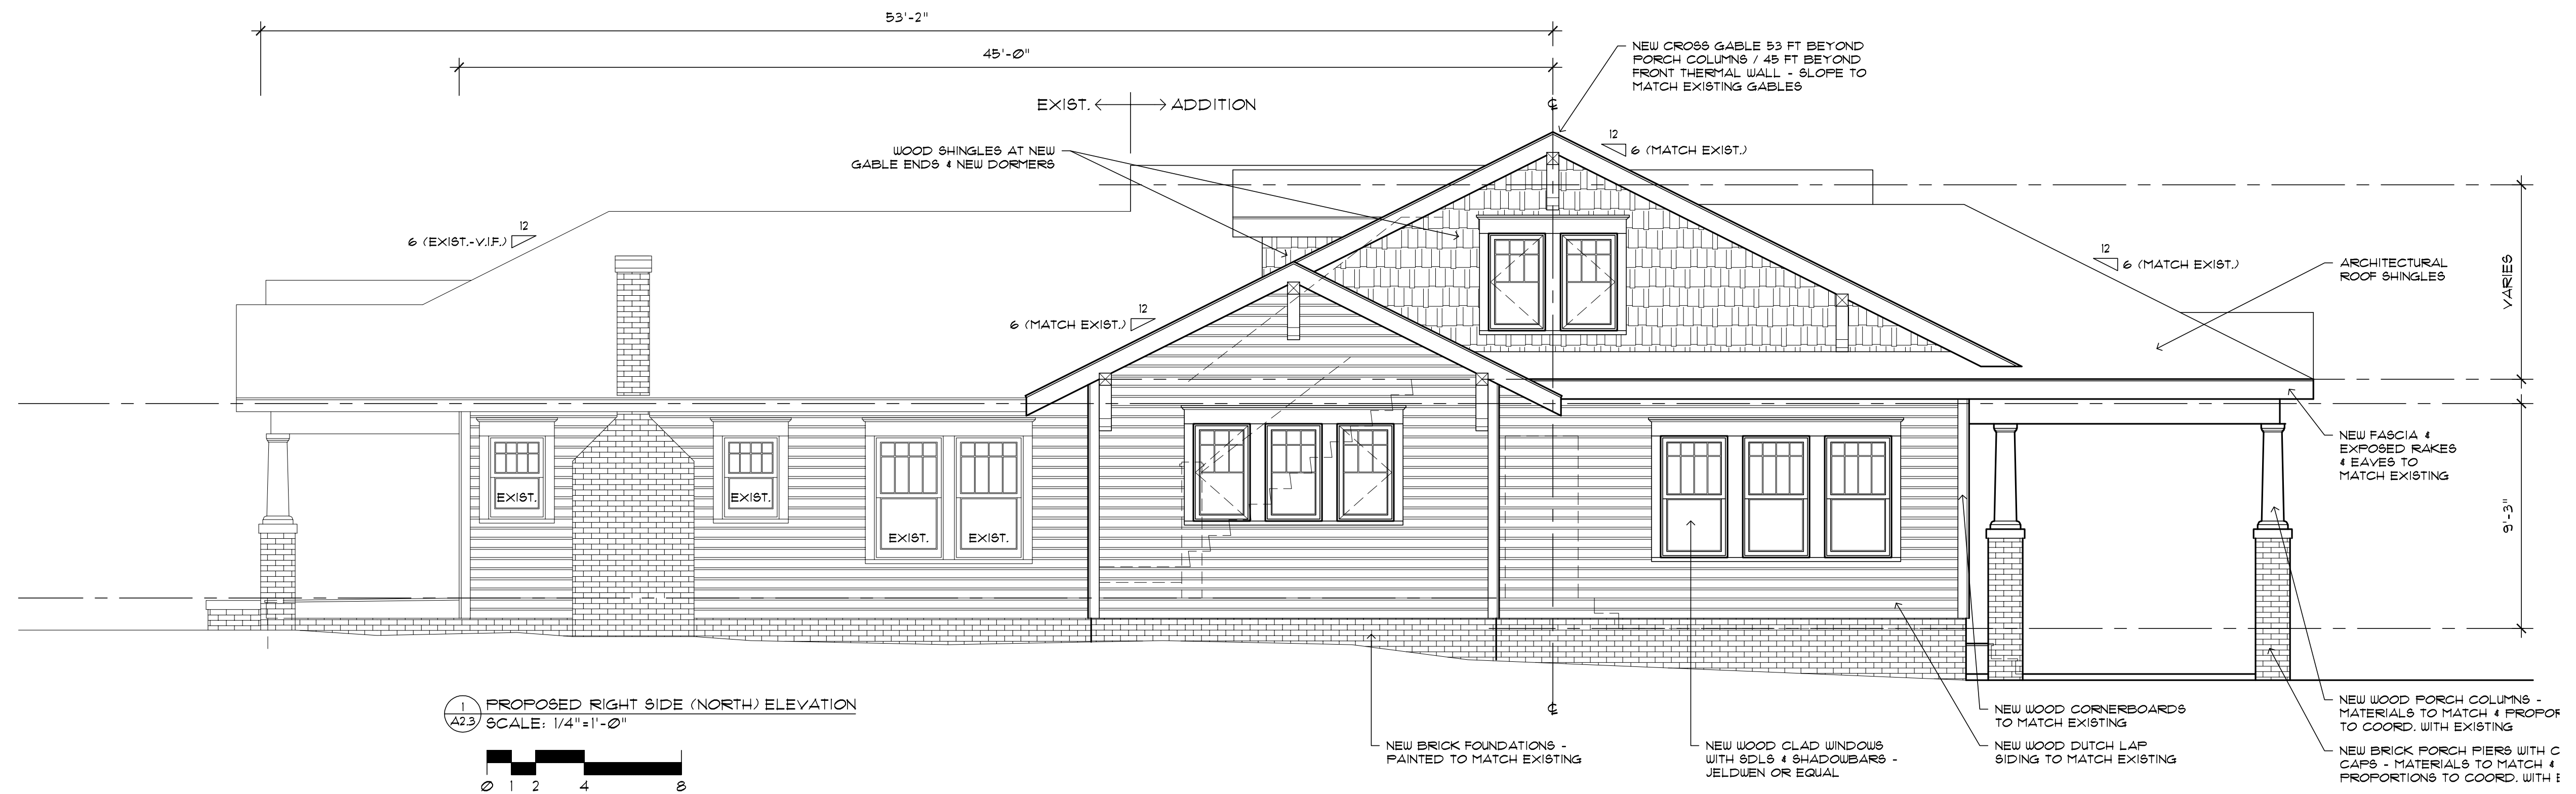 53'-2"
45'-0"
NEW CROSS GABLE 53 FT BEYOND
PORCH COLUMNS / 45 FT BEYOND
FRONT THERMAL WALL - SLOPE TO
MATCH EXISTING GABLES
EXIST.
ADDITION
℄
WOOD SHINGLES AT NEW
GABLE ENDS & NEW DORMERS
12
6 (MATCH EXIST.)
12
6 (EXIST.-V.I.F.)
12
6 (MATCH EXIST.)
12
6 (MATCH EXIST.)
ARCHITECTURAL
ROOF SHINGLES
VARIES
NEW FASCIA &
EXPOSED RAKES
& EAVES TO
MATCH EXISTING
EXIST.
EXIST.
EXIST.
EXIST.
9'-3"
1
A2.3
PROPOSED RIGHT SIDE (NORTH) ELEVATION
SCALE: 1/4"=1'-0"
0 1 2 4 8
℄
NEW BRICK FOUNDATIONS -
PAINTED TO MATCH EXISTING
NEW WOOD CLAD WINDOWS
WITH SDLS & SHADOWBARS -
JELDWEN OR EQUAL
NEW WOOD CORNERBOARDS
TO MATCH EXISTING
NEW WOOD DUTCH LAP
SIDING TO MATCH EXISTING
NEW WOOD PORCH COLUMNS -
MATERIALS TO MATCH & PROPOR
TO COORD. WITH EXISTING
NEW BRICK PORCH PIERS WITH C
CAPS - MATERIALS TO MATCH &
PROPORTIONS TO COORD. WITH E